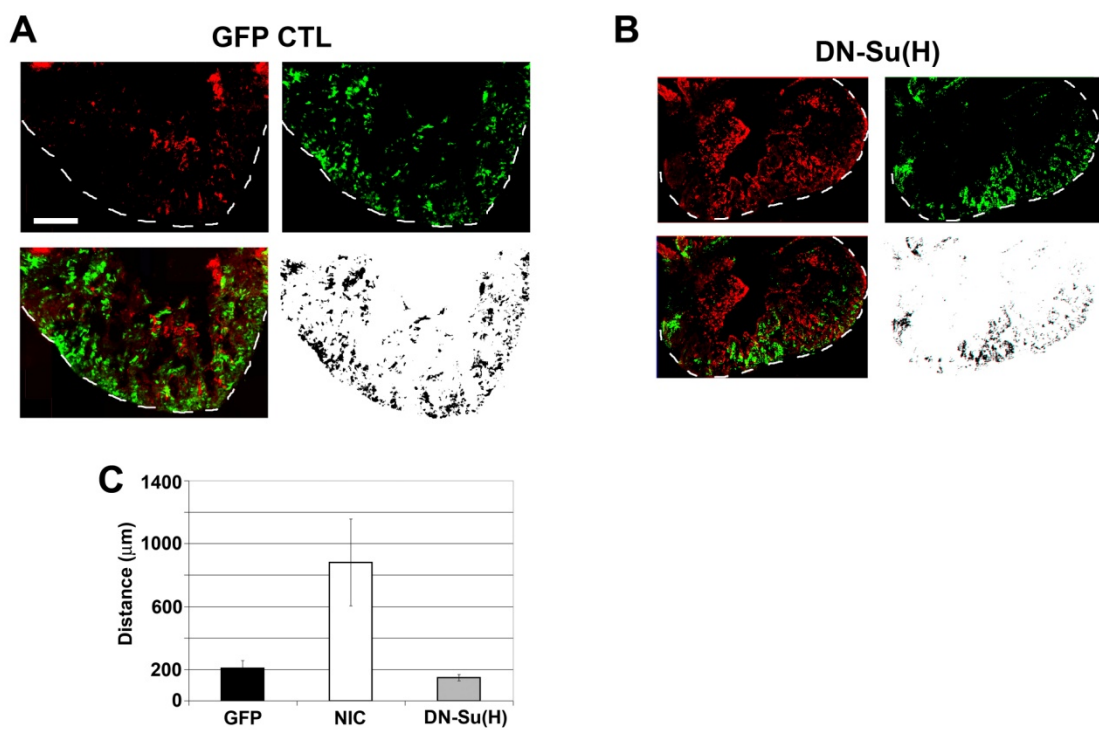 A
GFP CTL
B
DN-Su(H)
C
1400
1000
600
200
0
Distance (μm)
GFP
NIC
DN-Su(H)